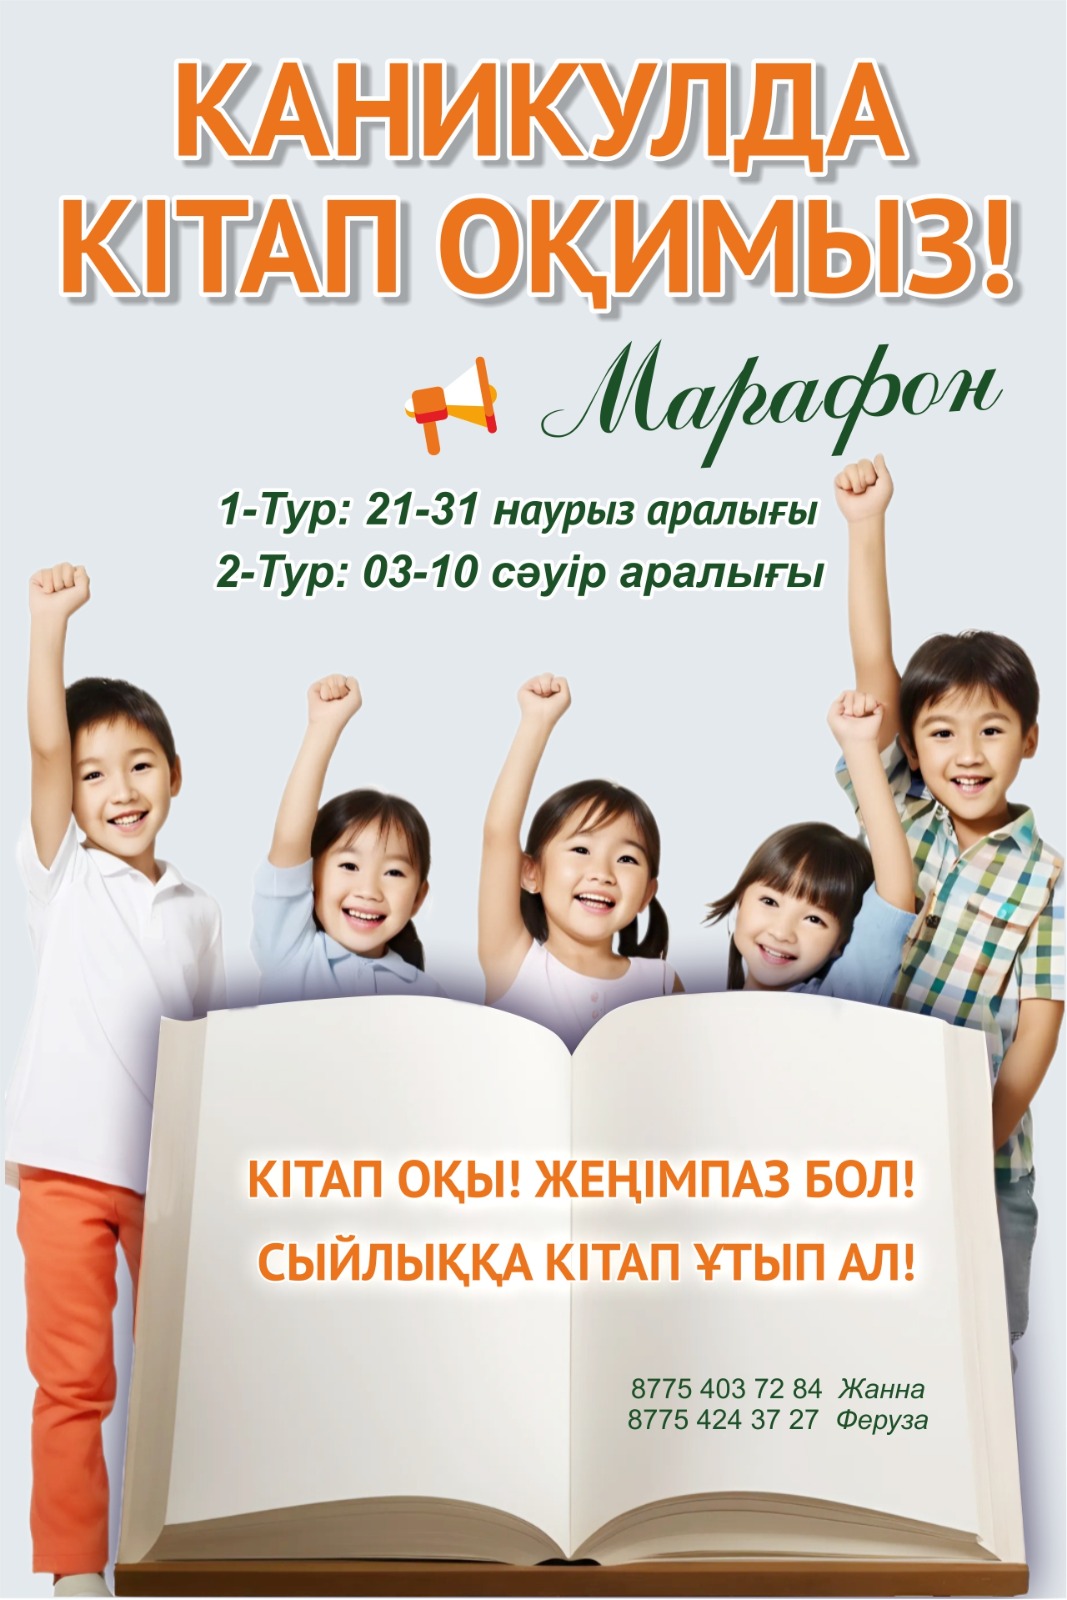 КАНИКУЛДА
КІТАП ОҚИМЫЗ!
Марафон
1-Тур: 21-31 наурыз аралығы
2-Тур: 03-10 сәуір аралығы
КІТАП ОҚЫ! ЖЕҢІМПАЗ БОЛ!
СЫЙЛЫҚҚА КІТАП ҰТЫП АЛ!
8775 403 72 84 Жанна
8775 424 37 27 Феруза